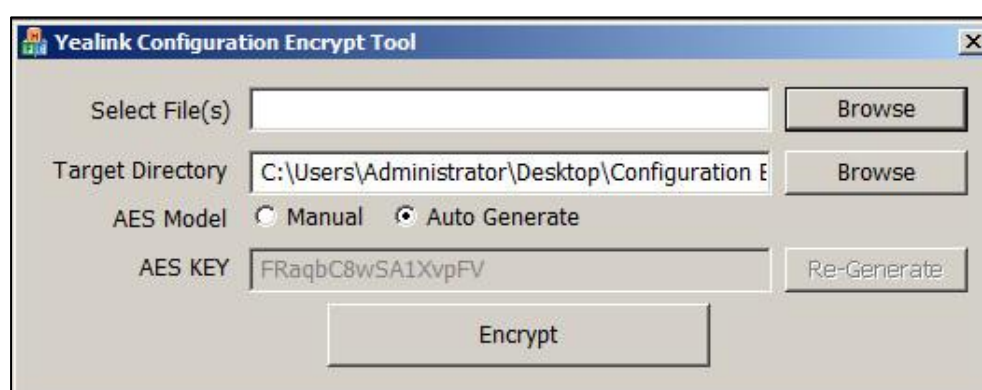 Yealink Configuration Encrypt Tool
Select File(s) Browse
Target Directory C:\Users\Administrator\Desktop\Configuration E Browse
AES Model Manual Auto Generate
AES KEY FRaqbC8wSA1XvpFV Re-Generate
Encrypt